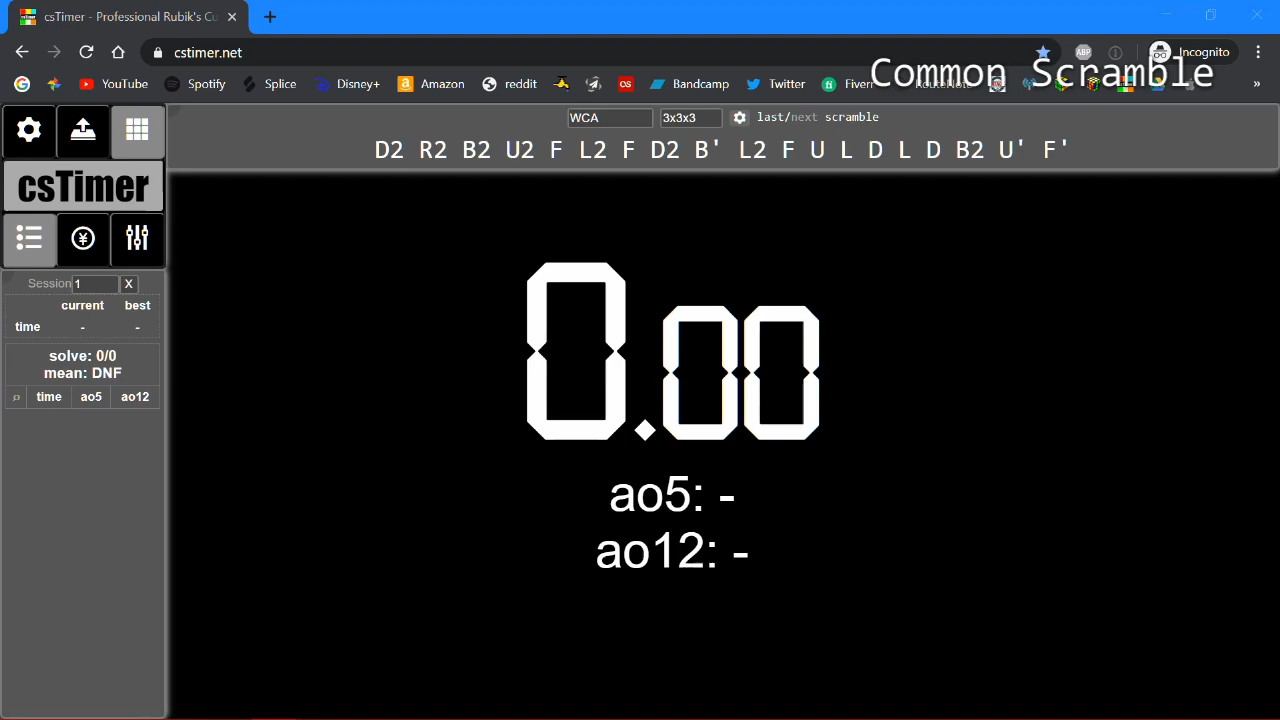 csTimer - Professional Rubik's Cu
cstimer.net
ABP
Incognito
YouTube Spotify Splice Disney+ Amazon reddit Bandcamp Twitter Fiverr
Common Scramble
WCA 3x3x3 last/next scramble
D2 R2 B2 U2 F L2 F D2 B' L2 F U L D L D B2 U' F'
csTimer
Session 1 X
current best
time - -
solve: 0/0
mean: DNF
time ao5 ao12
0.00
ao5: -
ao12: -